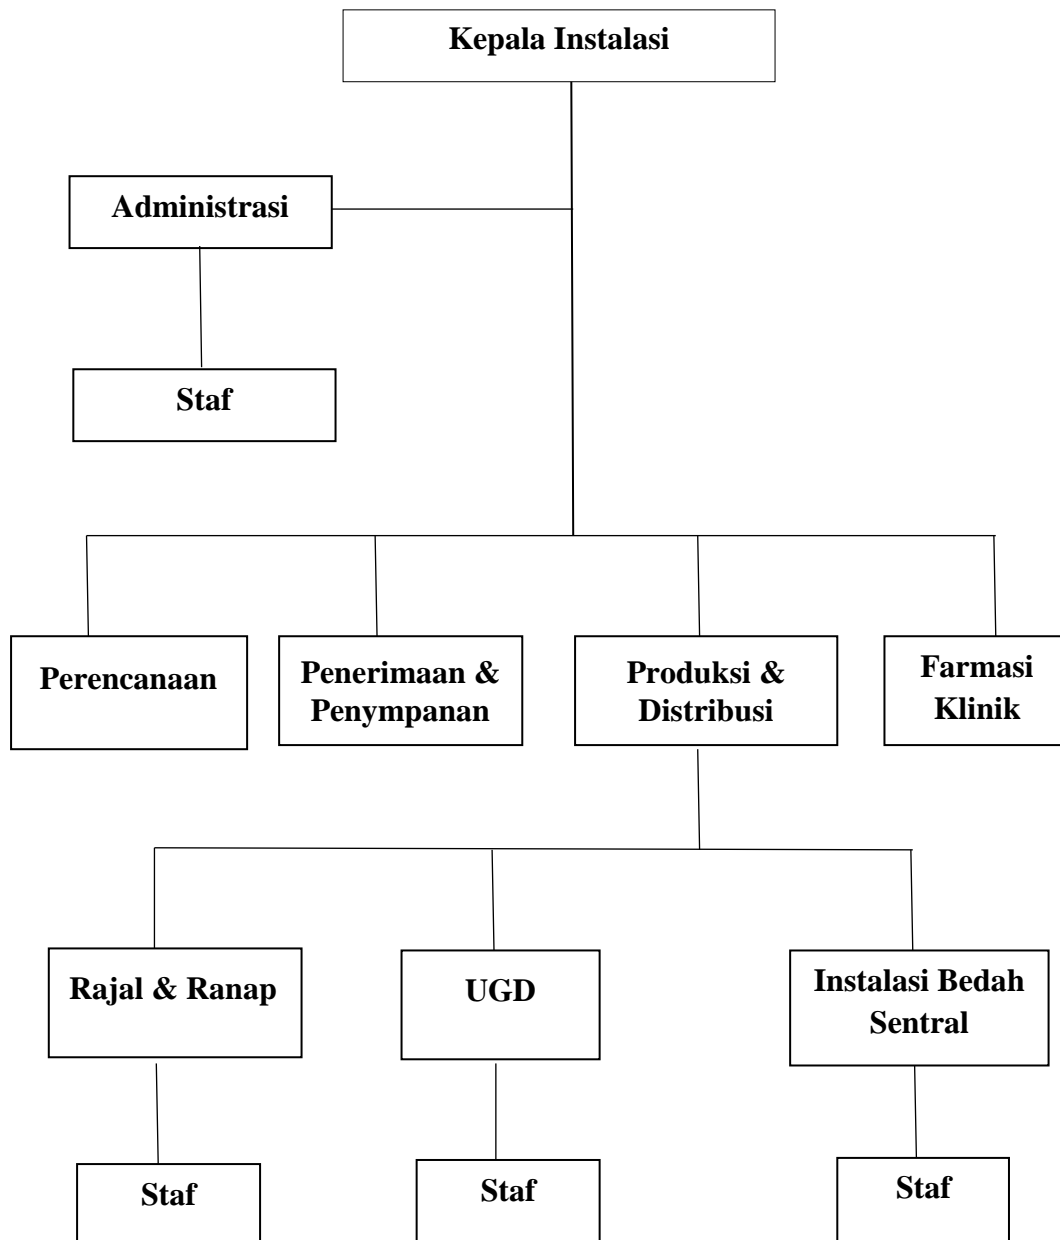 Kepala Instalasi
Administrasi
Staf
Perencanaan
Penerimaan &
Penympanan
Produksi &
Distribusi
Farmasi
Klinik
Rajal & Ranap
UGD
Instalasi Bedah
Sentral
Staf
Staf
Staf